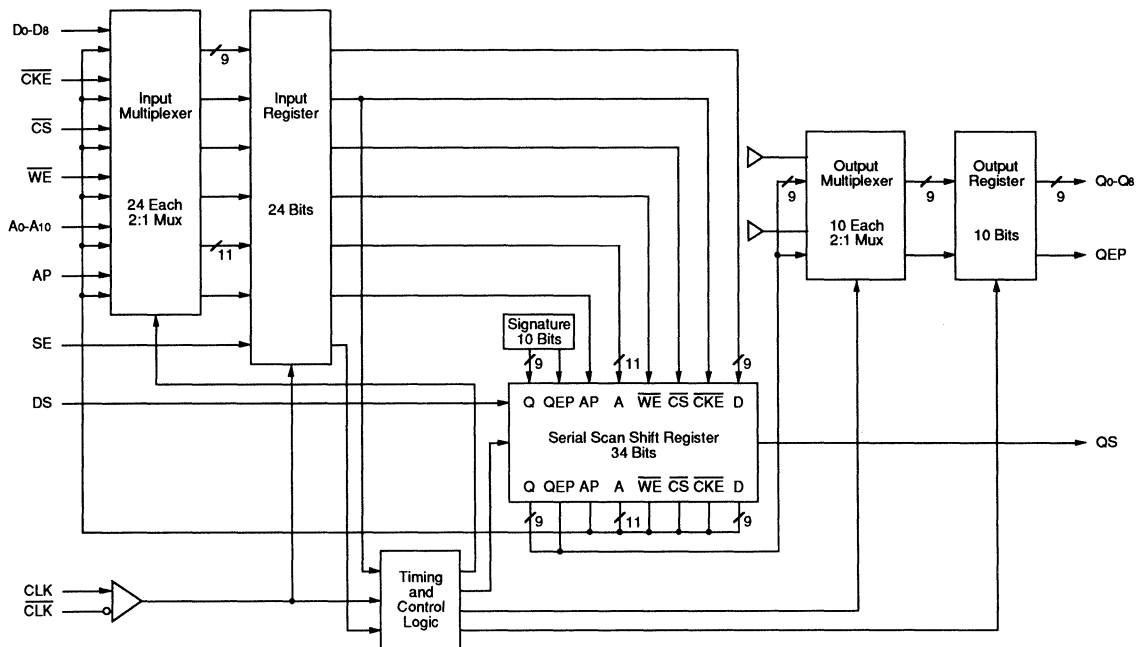 D0-D8
CKE
CS
WE
A0-A10
AP
SE
DS
CLK
CLK
Input
Multiplexer
24 Each
2:1 Mux
9
11
Input
Register
24 Bits
Signature
10 Bits
9
11
9
Q QEP AP A WE CS CKE D
Serial Scan Shift Register
34 Bits
Q QEP AP A WE CS CKE D
9
11
9
Timing
and
Control
Logic
9
Output
Multiplexer
10 Each
2:1 Mux
9
Output
Register
10 Bits
9
Q0-Q8
QEP
QS